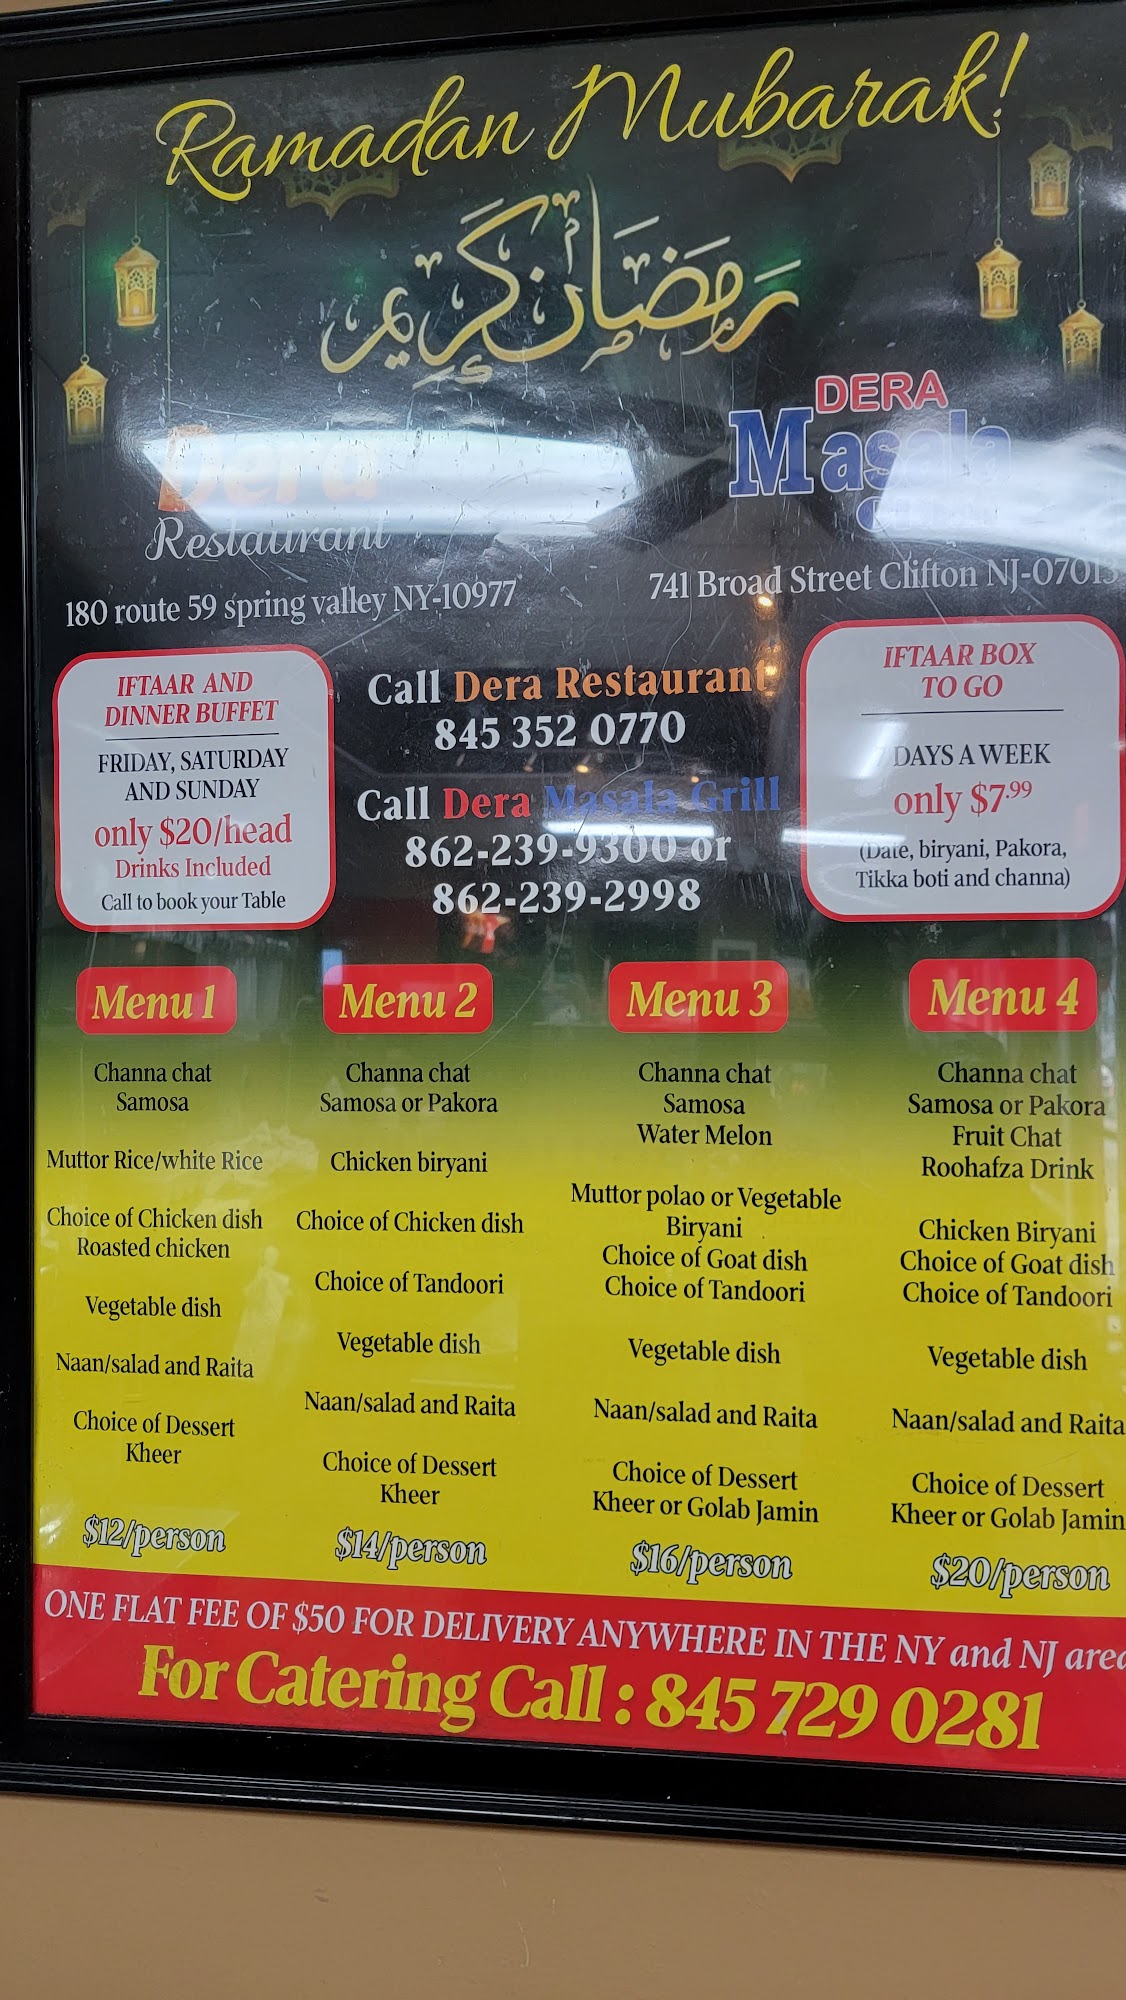 Ramadan Mubarak!
رَمَضَان كَرِيم
Dera
Restaurant
180 route 59 spring valley NY-10977
DERA
Masala
741 Broad Street Clifton NJ-07013
IFTAAR AND
DINNER BUFFET
FRIDAY, SATURDAY
AND SUNDAY
only $20/head
Drinks Included
Call to book your Table
Call Dera Restaurant
845 352 0770
Call Dera Masala Grill
862-239-9300 or
862-239-2998
IFTAAR BOX
TO GO
7 DAYS A WEEK
only $7.99
(Date, biryani, Pakora,
Tikka boti and channa)
Menu 1
Channa chat
Samosa
Muttor Rice/white Rice
Choice of Chicken dish
Roasted chicken
Vegetable dish
Naan/salad and Raita
Choice of Dessert
Kheer
$12/person
Menu 2
Channa chat
Samosa or Pakora
Chicken biryani
Choice of Chicken dish
Choice of Tandoori
Vegetable dish
Naan/salad and Raita
Choice of Dessert
Kheer
$14/person
Menu 3
Channa chat
Samosa
Water Melon
Muttor polao or Vegetable
Biryani
Choice of Goat dish
Choice of Tandoori
Vegetable dish
Naan/salad and Raita
Choice of Dessert
Kheer or Golab Jamin
$16/person
Menu 4
Channa chat
Samosa or Pakora
Fruit Chat
Roohafza Drink
Chicken Biryani
Choice of Goat dish
Choice of Tandoori
Vegetable dish
Naan/salad and Raita
Choice of Dessert
Kheer or Golab Jamin
$20/person
ONE FLAT FEE OF $50 FOR DELIVERY ANYWHERE IN THE NY and NJ area
For Catering Call : 845 729 0281